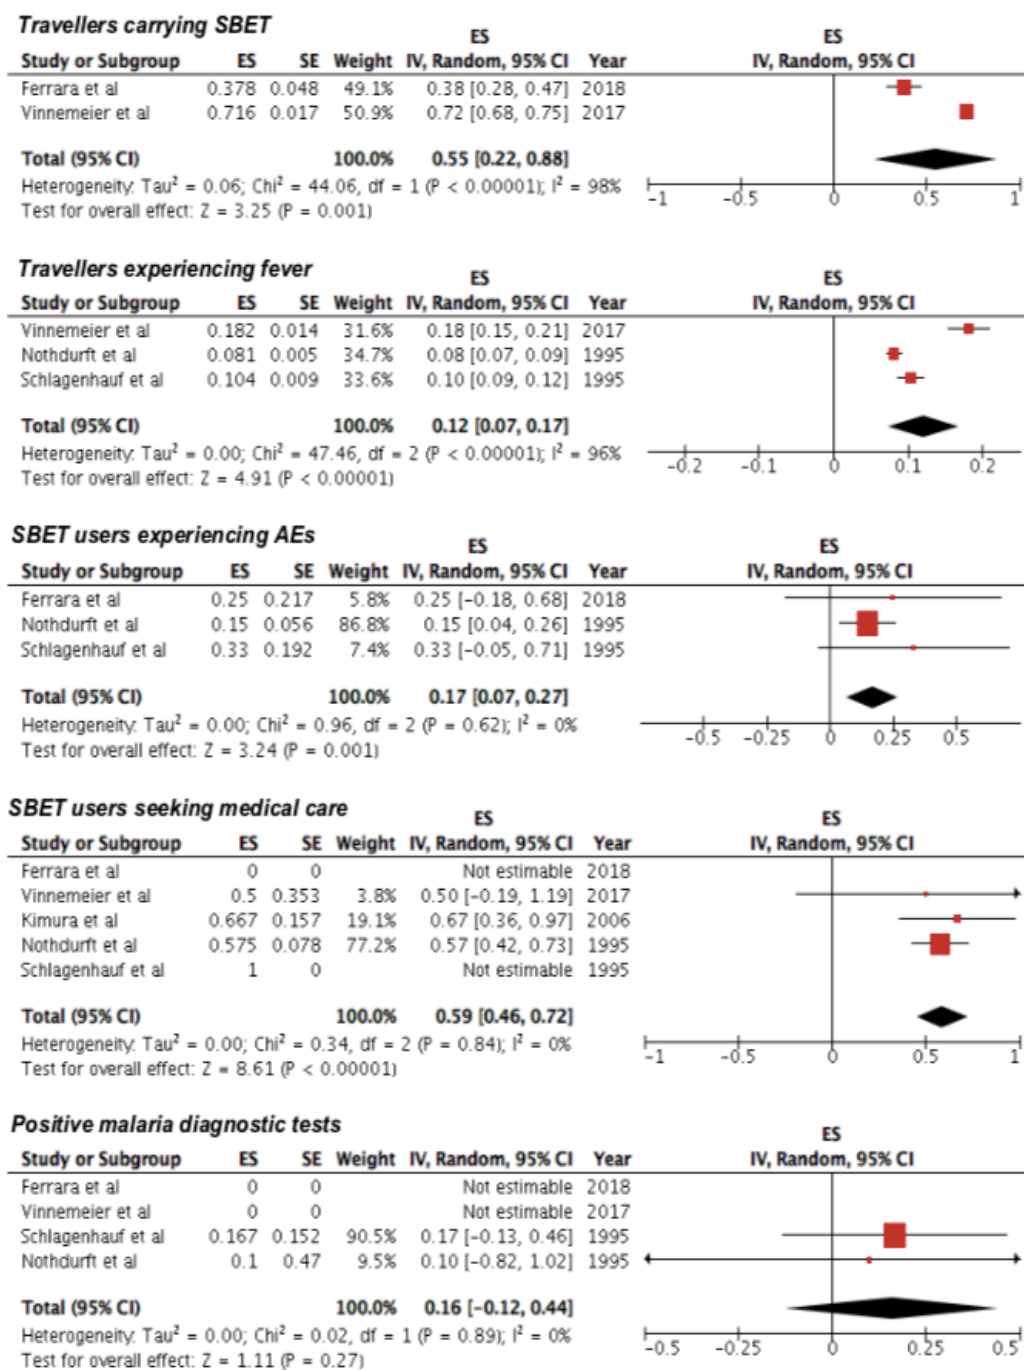 Travellers carrying SBET
ES ES
Study or Subgroup ES SE Weight IV, Random, 95% CI Year IV, Random, 95% CI
Ferrara et al 0.378 0.048 49.1% 0.38 [0.28, 0.47] 2018
Vinnemeier et al 0.716 0.017 50.9% 0.72 [0.68, 0.75] 2017
Total (95% CI) 100.0% 0.55 [0.22, 0.88]
Heterogeneity: Tau² = 0.06; Chi² = 44.06, df = 1 (P < 0.00001); I² = 98%
Test for overall effect: Z = 3.25 (P = 0.001)
-1 -0.5 0 0.5 1
Travellers experiencing fever
ES ES
Study or Subgroup ES SE Weight IV, Random, 95% CI Year IV, Random, 95% CI
Vinnemeier et al 0.182 0.014 31.6% 0.18 [0.15, 0.21] 2017
Nothdurft et al 0.081 0.005 34.7% 0.08 [0.07, 0.09] 1995
Schlagenhauf et al 0.104 0.009 33.6% 0.10 [0.09, 0.12] 1995
Total (95% CI) 100.0% 0.12 [0.07, 0.17]
Heterogeneity: Tau² = 0.00; Chi² = 47.46, df = 2 (P < 0.00001); I² = 96%
Test for overall effect: Z = 4.91 (P < 0.00001)
-0.2 -0.1 0 0.1 0.2
SBET users experiencing AEs
ES ES
Study or Subgroup ES SE Weight IV, Random, 95% CI Year IV, Random, 95% CI
Ferrara et al 0.25 0.217 5.8% 0.25 [-0.18, 0.68] 2018
Nothdurft et al 0.15 0.056 86.8% 0.15 [0.04, 0.26] 1995
Schlagenhauf et al 0.33 0.192 7.4% 0.33 [-0.05, 0.71] 1995
Total (95% CI) 100.0% 0.17 [0.07, 0.27]
Heterogeneity: Tau² = 0.00; Chi² = 0.96, df = 2 (P = 0.62); I² = 0%
Test for overall effect: Z = 3.24 (P = 0.001)
-0.5 -0.25 0 0.25 0.5
SBET users seeking medical care
ES ES
Study or Subgroup ES SE Weight IV, Random, 95% CI Year IV, Random, 95% CI
Ferrara et al 0 0 Not estimable 2018
Vinnemeier et al 0.5 0.353 3.8% 0.50 [-0.19, 1.19] 2017
Kimura et al 0.667 0.157 19.1% 0.67 [0.36, 0.97] 2006
Nothdurft et al 0.575 0.078 77.2% 0.57 [0.42, 0.73] 1995
Schlagenhauf et al 1 0 Not estimable 1995
Total (95% CI) 100.0% 0.59 [0.46, 0.72]
Heterogeneity: Tau² = 0.00; Chi² = 0.34, df = 2 (P = 0.84); I² = 0%
Test for overall effect: Z = 8.61 (P < 0.00001)
-1 -0.5 0 0.5 1
Positive malaria diagnostic tests
ES
Study or Subgroup ES SE Weight IV, Random, 95% CI Year IV, Random, 95% CI
Ferrara et al 0 0 Not estimable 2018
Vinnemeier et al 0 0 Not estimable 2017
Schlagenhauf et al 0.167 0.152 90.5% 0.17 [-0.13, 0.46] 1995
Nothdurft et al 0.1 0.47 9.5% 0.10 [-0.82, 1.02] 1995
Total (95% CI) 100.0% 0.16 [-0.12, 0.44]
Heterogeneity: Tau² = 0.00; Chi² = 0.02, df = 1 (P = 0.89); I² = 0%
Test for overall effect: Z = 1.11 (P = 0.27)
-0.5 -0.25 0 0.25 0.5